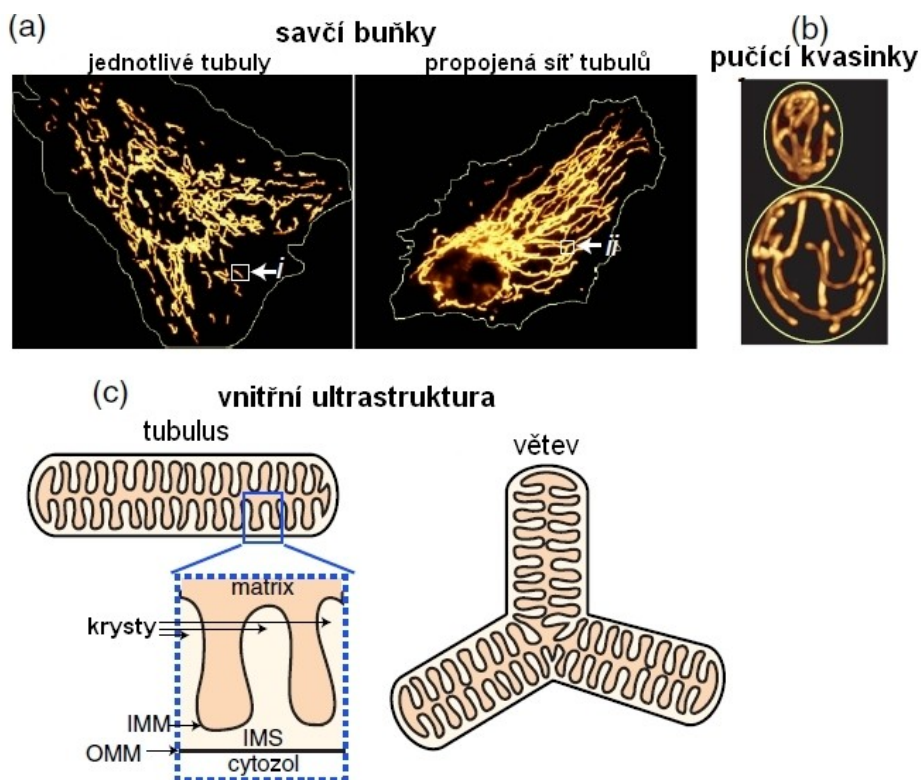 (a)
savčí buňky
jednotlivé tubuly
propojená síť tubulů
i
ii
(b)
pučící kvasinky
(c)
vnitřní ultrastruktura
tubulus
větev
matrix
krysty
IMM
IMS
OMM
cytozol